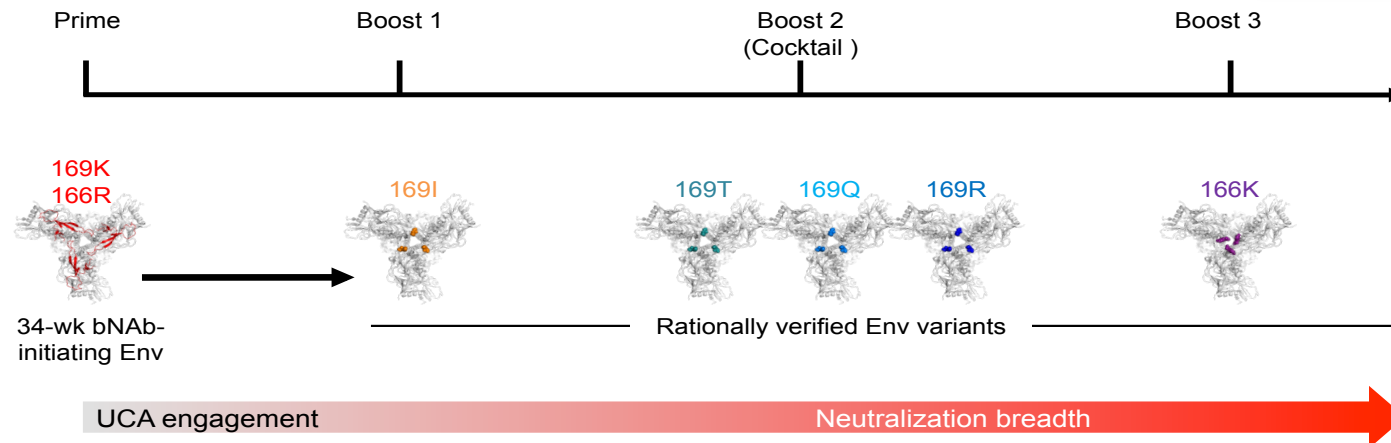 Prime
Boost 1
Boost 2
(Cocktail )
Boost 3
169K
166R
169I
169T
169Q
169R
166K
34-wk bNAb-
initiating Env
Rationally verified Env variants
UCA engagement
Neutralization breadth